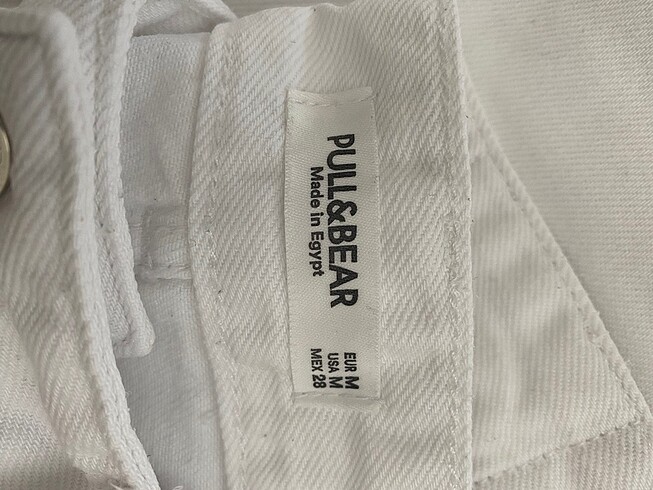 PULL&BEAR
Made in Egypt
EUR M
USA M
MEX 28